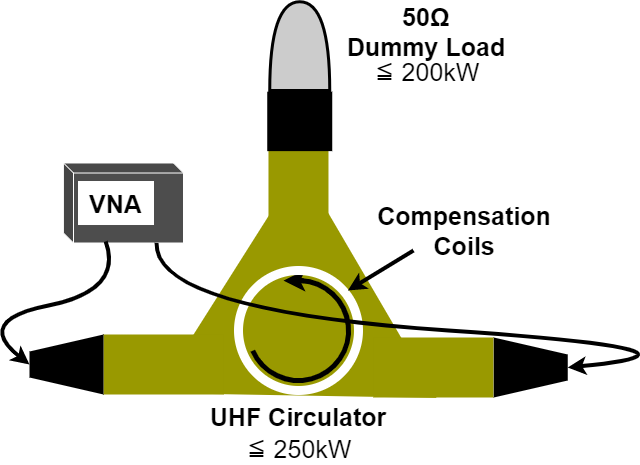 50Ω
Dummy Load
≦ 200kW
VNA
Compensation
Coils
UHF Circulator
≦ 250kW